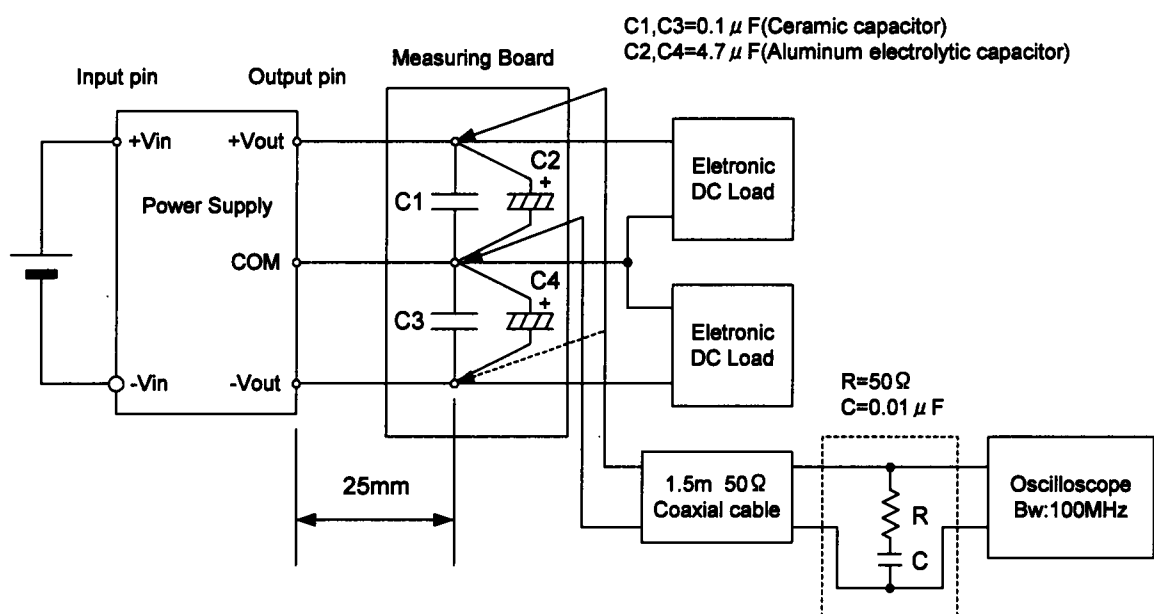 C1,C3=0.1 μ F(Ceramic capacitor)
C2,C4=4.7 μ F(Aluminum electrolytic capacitor)
Measuring Board
Input pin
Output pin
+Vin
+Vout
C2
+
Eletronic
DC Load
C1
Power Supply
COM
C4
+
C3
Eletronic
DC Load
-Vin
-Vout
R=50Ω
C=0.01 μ F
25mm
1.5m 50Ω
Coaxial cable
R
C
Oscilloscope
Bw:100MHz